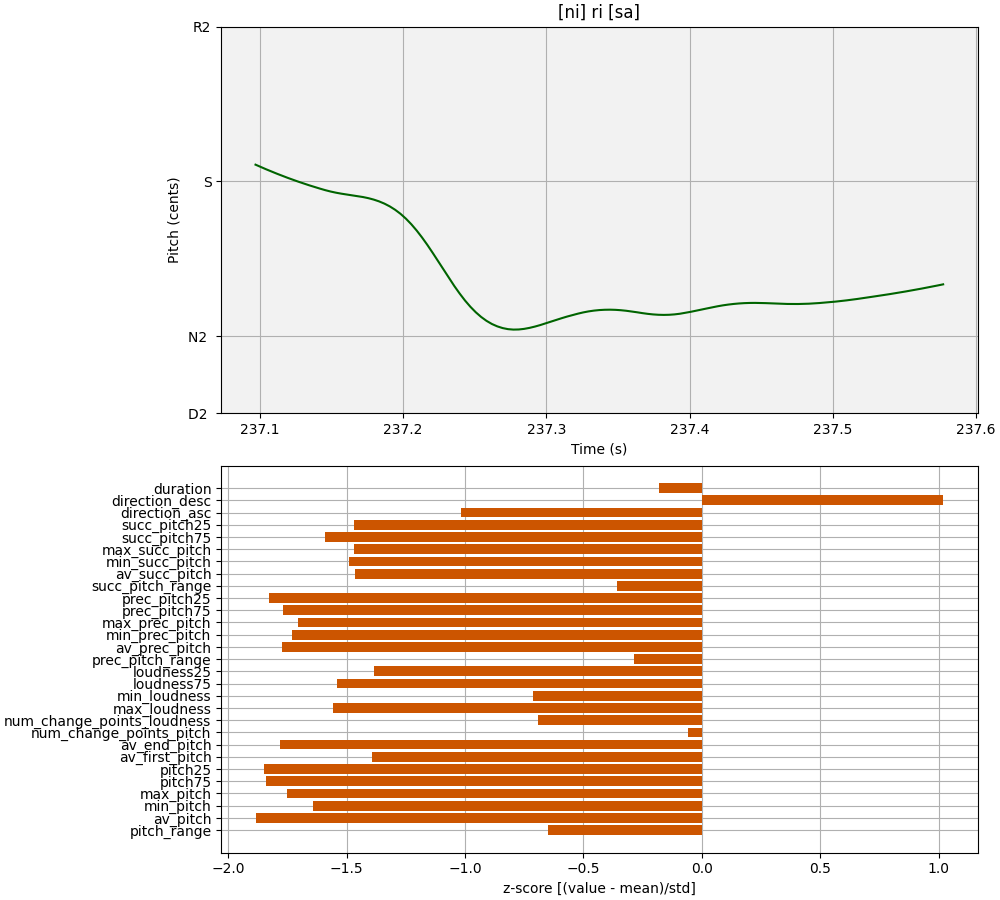 [ni] ri [sa]
R2
S
N2
D2
Pitch (cents)
237.1 237.2 237.3 237.4 237.5 237.6
Time (s)
duration
direction_desc
direction_asc
succ_pitch25
succ_pitch75
max_succ_pitch
min_succ_pitch
av_succ_pitch
succ_pitch_range
prec_pitch25
prec_pitch75
max_prec_pitch
min_prec_pitch
av_prec_pitch
prec_pitch_range
loudness25
loudness75
min_loudness
max_loudness
num_change_points_loudness
num_change_points_pitch
av_end_pitch
av_first_pitch
pitch25
pitch75
max_pitch
min_pitch
av_pitch
pitch_range
−2.0 −1.5 −1.0 −0.5 0.0 0.5 1.0
z-score [(value - mean)/std]